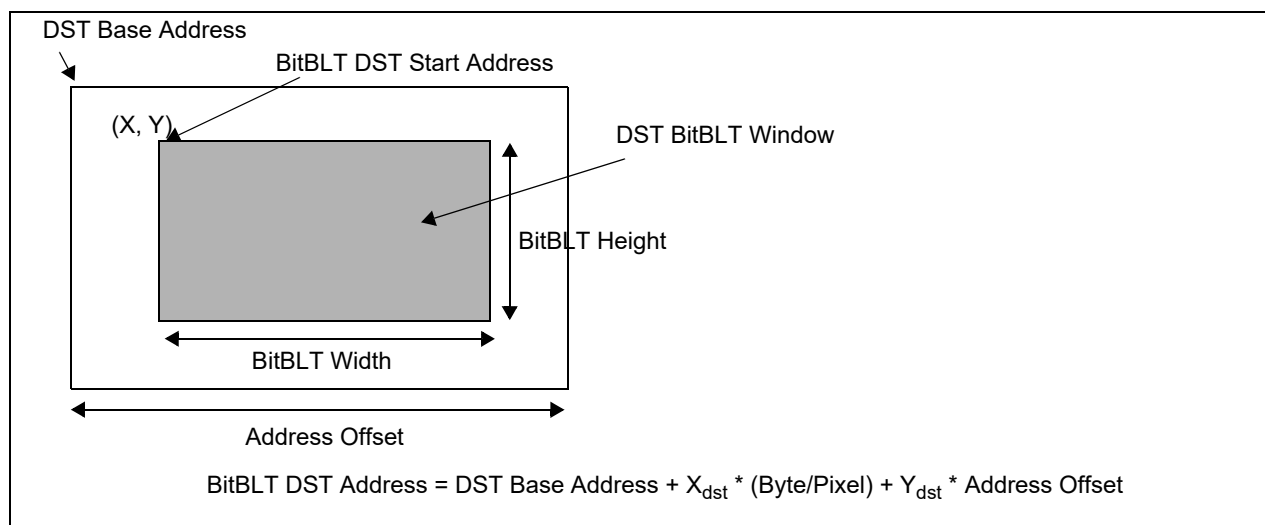 DST Base Address
BitBLT DST Start Address
(X, Y)
DST BitBLT Window
BitBLT Height
BitBLT Width
Address Offset
BitBLT DST Address = DST Base Address + Xdst * (Byte/Pixel) + Ydst * Address Offset